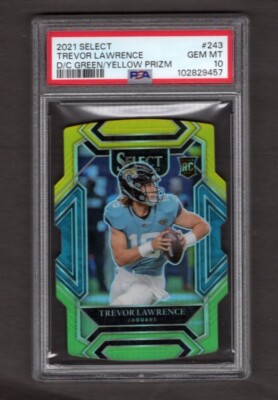 2021 SELECT #243
TREVOR LAWRENCE GEM MT
D/C GREEN/YELLOW PRIZM 10
PSA 102829457
SELECT
RC
TREVOR LAWRENCE
JAGUARS